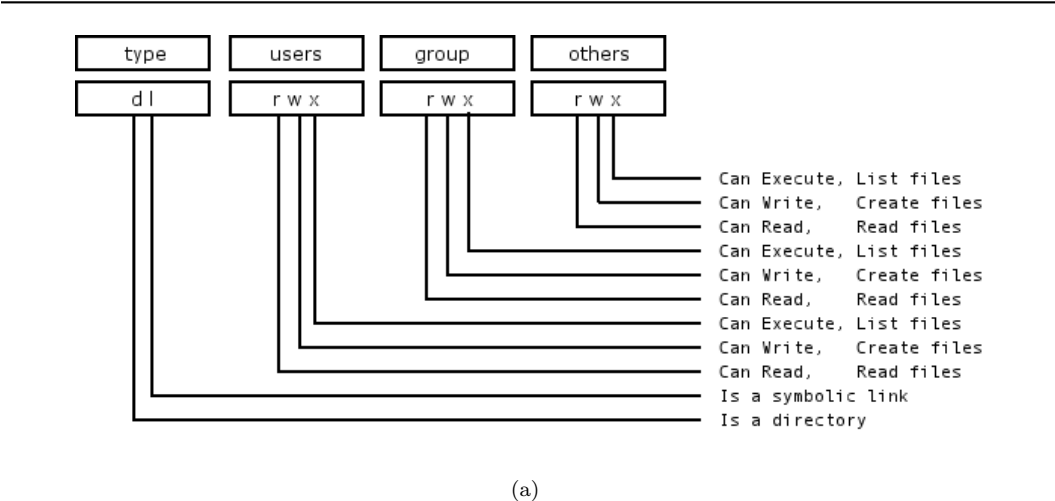 type users group others
d l r w x r w x r w x
Can Execute, List files
Can Write, Create files
Can Read, Read files
Can Execute, List files
Can Write, Create files
Can Read, Read files
Can Execute, List files
Can Write, Create files
Can Read, Read files
Is a symbolic link
Is a directory
(a)